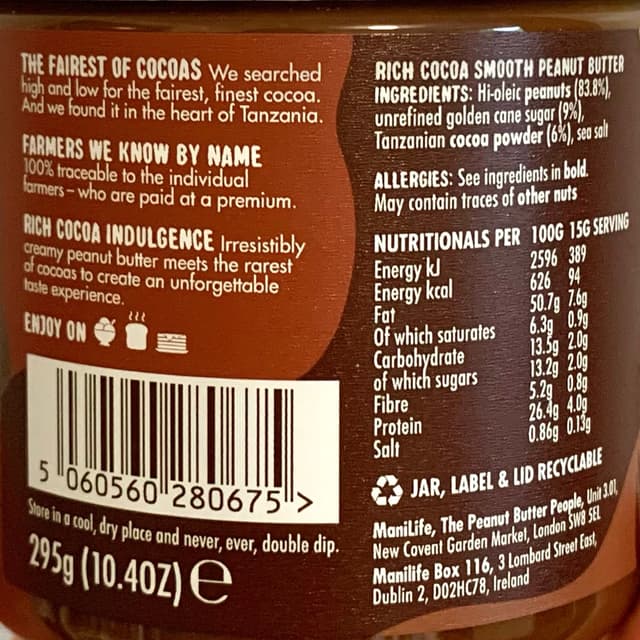 THE FAIREST OF COCOAS We searched
high and low for the fairest, finest cocoa.
And we found it in the heart of Tanzania.
FARMERS WE KNOW BY NAME
100% traceable to the individual
farmers – who are paid at a premium.
RICH COCOA INDULGENCE Irresistibly
creamy peanut butter meets the rarest
of cocoas to create an unforgettable
taste experience.
ENJOY ON
5 060560 280675 >
Store in a cool, dry place and never, ever, double dip.
295g (10.4OZ) e
RICH COCOA SMOOTH PEANUT BUTTER
INGREDIENTS: Hi-oleic peanuts (83.8%),
unrefined golden cane sugar (9%),
Tanzanian cocoa powder (6%), sea salt
ALLERGIES: See ingredients in bold.
May contain traces of other nuts
NUTRITIONALS PER 100G 15G SERVING
Energy kJ 2596 389
Energy kcal 626 94
Fat 50.7g 7.6g
Of which saturates 6.3g 0.9g
Carbohydrate 13.5g 2.0g
of which sugars 13.2g 2.0g
Fibre 5.2g 0.8g
Protein 26.4g 4.0g
Salt 0.86g 0.13g
JAR, LABEL & LID RECYCLABLE
ManiLife, The Peanut Butter People, Unit 3.01,
New Covent Garden Market, London SW8 5EL
Manilife Box 116, 3 Lombard Street East,
Dublin 2, D02HC78, Ireland